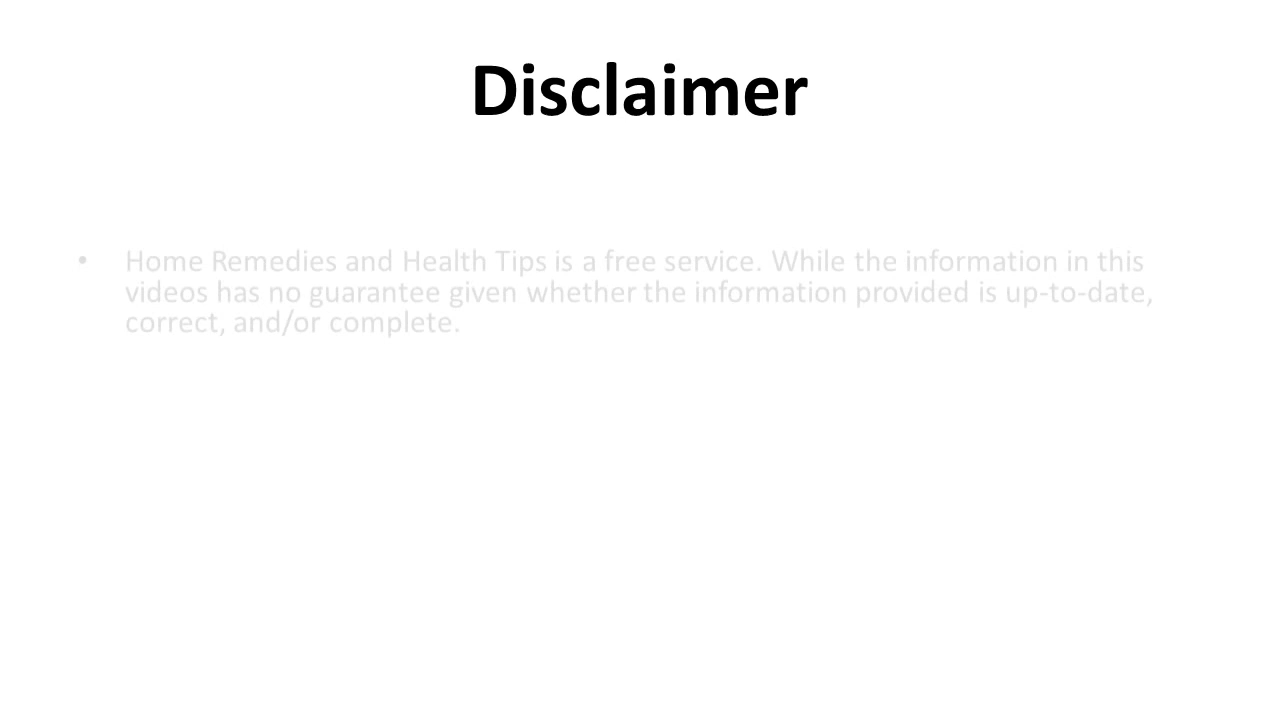 Disclaimer
• Home Remedies and Health Tips is a free service. While the information in this
videos has no guarantee given whether the information provided is up-to-date,
correct, and/or complete.